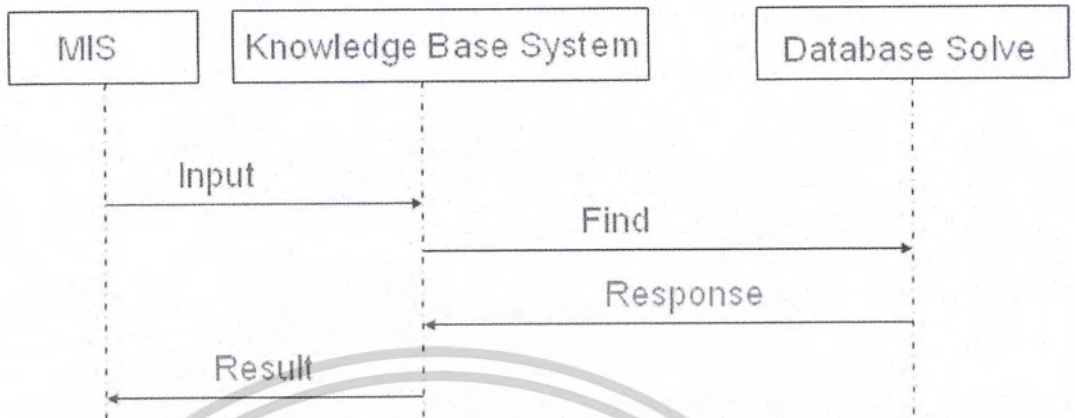 MIS
Knowledge Base System
Database Solve
Input
Find
Response
Result